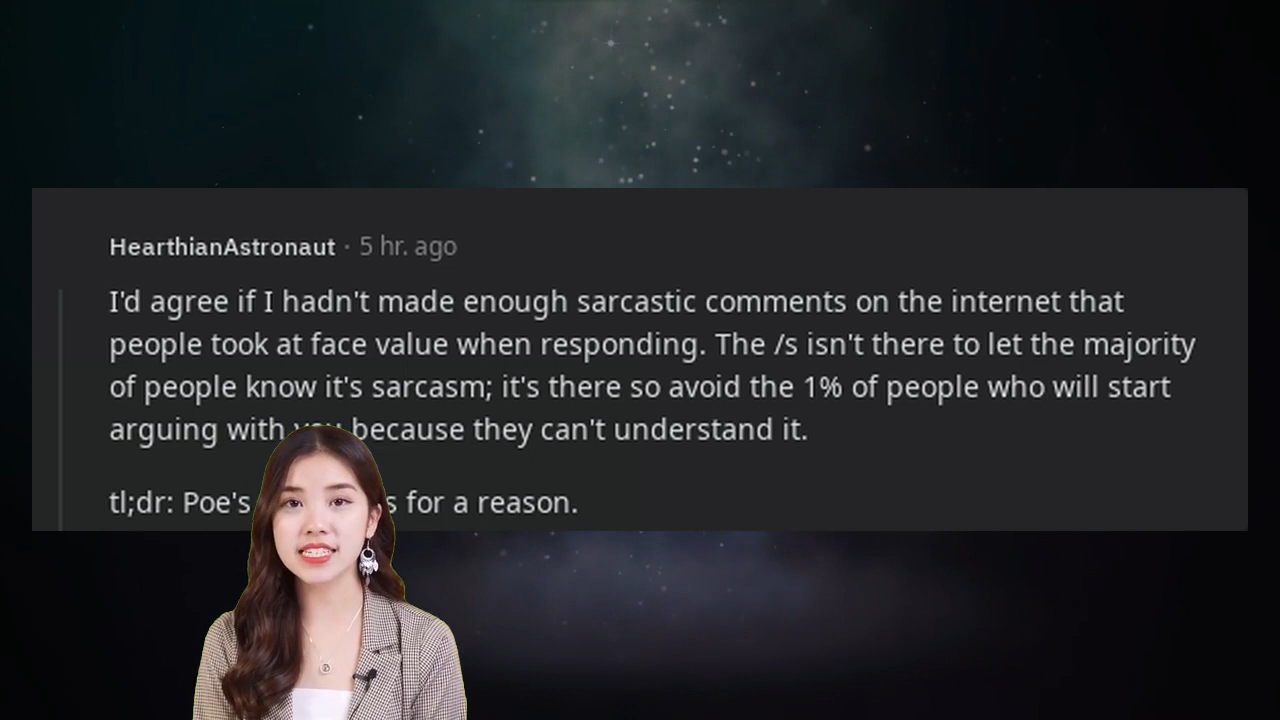 HearthianAstronaut · 5 hr. ago
I'd agree if I hadn't made enough sarcastic comments on the internet that
people took at face value when responding. The /s isn't there to let the majority
of people know it's sarcasm; it's there so avoid the 1% of people who will start
arguing with you because they can't understand it.
tl;dr: Poe's for a reason.